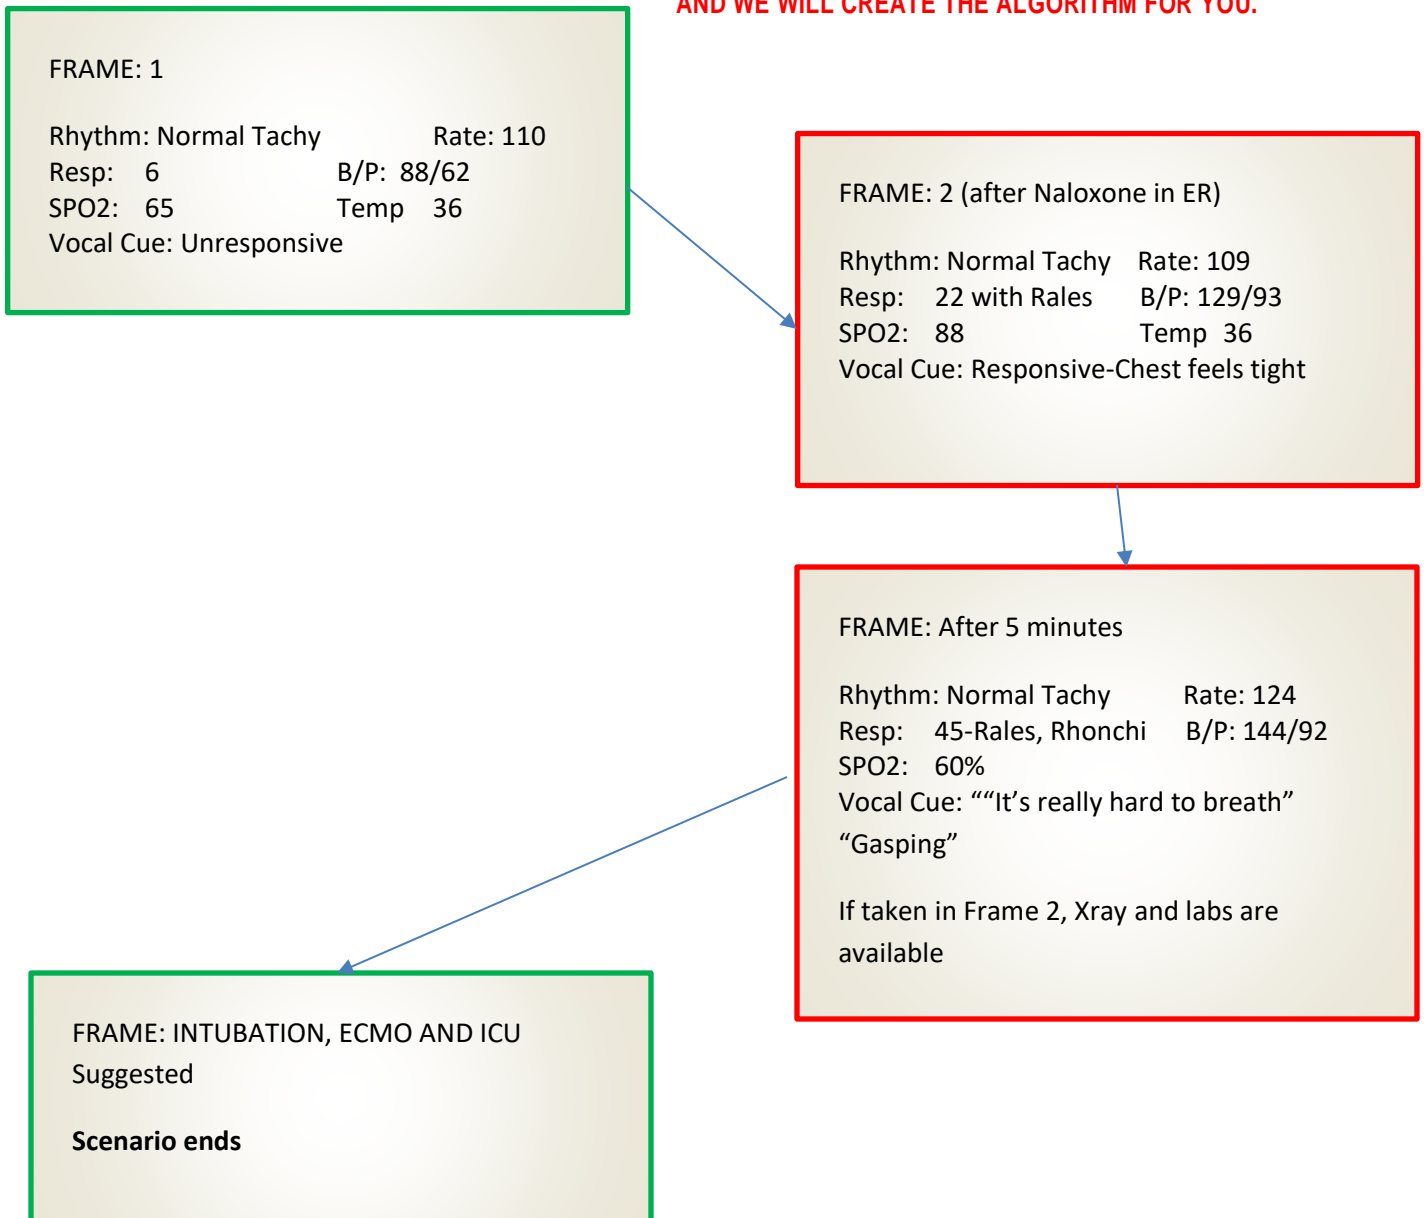 AND WE WILL CREATE THE ALGORITHM FOR YOU.
FRAME: 1
Rhythm: Normal Tachy Rate: 110
Resp: 6 B/P: 88/62
SPO2: 65 Temp 36
Vocal Cue: Unresponsive
FRAME: 2 (after Naloxone in ER)
Rhythm: Normal Tachy Rate: 109
Resp: 22 with Rales B/P: 129/93
SPO2: 88 Temp 36
Vocal Cue: Responsive-Chest feels tight
FRAME: After 5 minutes
Rhythm: Normal Tachy Rate: 124
Resp: 45-Rales, Rhonchi B/P: 144/92
SPO2: 60%
Vocal Cue: ““It’s really hard to breath”
“Gasping”
If taken in Frame 2, Xray and labs are
available
FRAME: INTUBATION, ECMO AND ICU
Suggested
Scenario ends